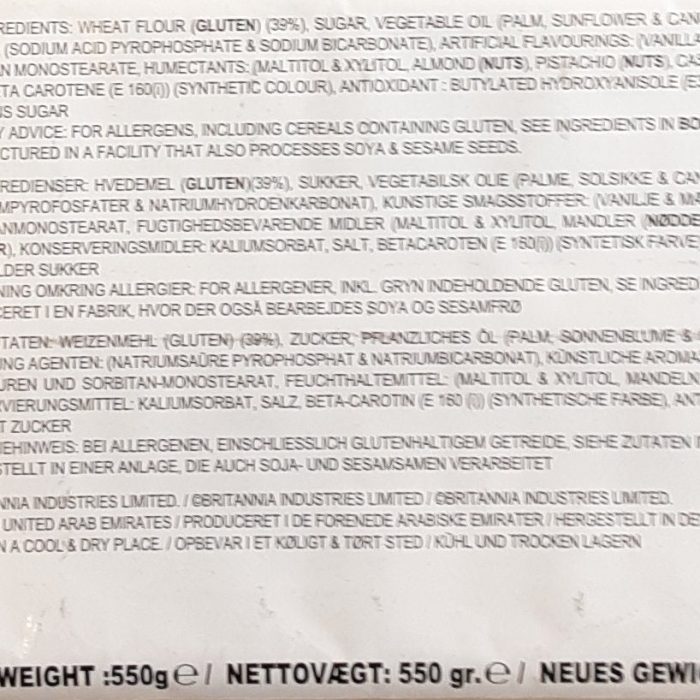 REDIENTS: WHEAT FLOUR (GLUTEN) (39%), SUGAR, VEGETABLE OIL (PALM, SUNFLOWER & CAN
(SODIUM ACID PYROPHOSPHATE & SODIUM BICARBONATE), ARTIFICIAL FLAVOURINGS: (VANILLA
N MONOSTEARATE, HUMECTANTS: (MALTITOL & XYLITOL, ALMOND (NUTS), PISTACHIO (NUTS), CAS
TA CAROTENE (E 160(i)) (SYNTHETIC COLOUR), ANTIOXIDANT : BUTYLATED HYDROXYANISOLE (E
S SUGAR
Y ADVICE: FOR ALLERGENS, INCLUDING CEREALS CONTAINING GLUTEN, SEE INGREDIENTS IN BO
CTURED IN A FACILITY THAT ALSO PROCESSES SOYA & SESAME SEEDS.
REDIENSER: HVEDEMEL (GLUTEN)(39%), SUKKER, VEGETABILSK OLIE (PALME, SOLSIKKE & CAN
MPYROFOSFATER & NATRIUMHYDROENKARBONAT), KUNSTIGE SMAGSSTOFFER: (VANILJE & MÆ
ANMONOSTEARAT, FUGTIGHEDSBEVARENDE MIDLER (MALTITOL & XYLITOL, MANDLER (NØDDE
R), KONSERVERINGSMIDLER: KALIUMSORBAT, SALT, BETACAROTEN (E 160(i)) (SYNTETISK FARVE
LDER SUKKER
NING OMKRING ALLERGIER: FOR ALLERGENER, INKL. GRYN INDEHOLDENDE GLUTEN, SE INGRED
CERET I EN FABRIK, HVOR DER OGSÅ BEARBEJDES SOYA OG SESAMFRØ
TATEN: WEIZENMEHL (GLUTEN) (39%), ZUCKER, PFLANZLICHES ÖL (PALM, SONNENBLUME &
NG AGENTEN: (NATRIUMSAÜRE PYROPHOSPHAT & NATRIUMBICARBONAT), KÜNSTLICHE AROMA
UREN UND SORBITAN-MONOSTEARAT, FEUCHTHALTEMITTEL: (MALTITOL & XYLITOL, MANDELN
RVIERUNGSMITTEL: KALIUMSORBAT, SALZ, BETA-CAROTIN (E 160 (i)) (SYNTHETISCHE FARBE), ANT
T ZUCKER
EHINWEIS: BEI ALLERGENEN, EINSCHLIESSLICH GLUTENHALTIGEM GETREIDE, SIEHE ZUTATEN I
STELLT IN EINER ANLAGE, DIE AUCH SOJA- UND SESAMSAMEN VERARBEITET
NNIA INDUSTRIES LIMITED. / ©BRITANNIA INDUSTRIES LIMITED / ©BRITANNIA INDUSTRIES LIMITED.
UNITED ARAB EMIRATES / PRODUCERET I DE FORENEDE ARABISKE EMIRATER / HERGESTELLT IN DE
N A COOL & DRY PLACE. / OPBEVAR I ET KØLIGT & TØRT STED / KÜHL UND TROCKEN LAGERN
WEIGHT :550g ℮ / NETTOVÆGT: 550 gr.℮ / NEUES GEWI